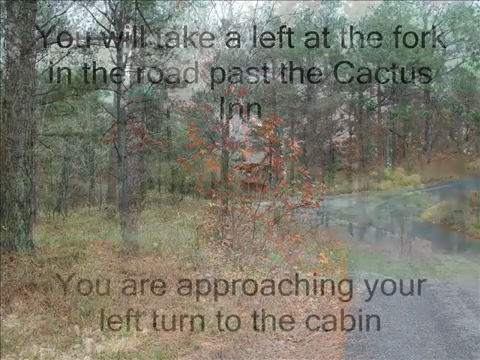 You will take a left at the fork
in the road past the Cactus
Inn
You are approaching your
left turn to the cabin